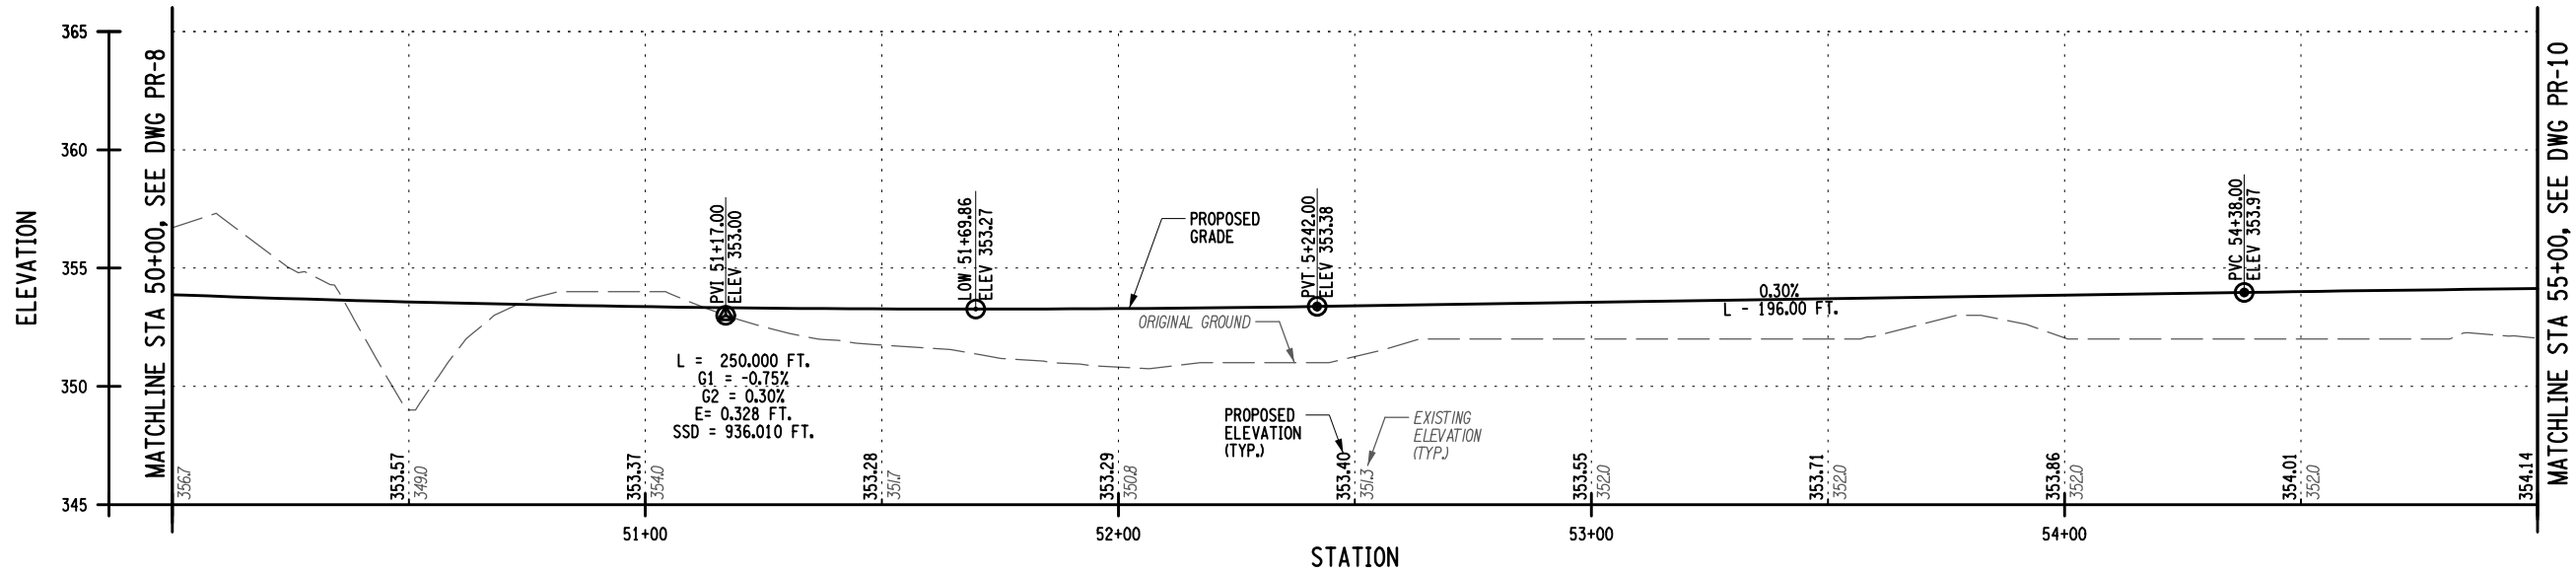 365
360
355
350
345
ELEVATION
MATCHLINE STA 50+00, SEE DWG PR-8
MATCHLINE STA 55+00, SEE DWG PR-10
PVI 51+17.00
ELEV 353.00
LOW 51+69.86
ELEV 353.27
PROPOSED
GRADE
ORIGINAL GROUND
PVT 5+242.00
ELEV 353.38
0.30%
L - 196.00 FT.
PVC 54+38.00
ELEV 353.97
L = 250.000 FT.
G1 = -0.75%
G2 = 0.30%
E= 0.328 FT.
SSD = 936.010 FT.
PROPOSED
ELEVATION
(TYP.)
EXISTING
ELEVATION
(TYP.)
356.7
353.57
349.0
353.37
354.0
353.28
351.7
353.29
350.8
353.40
351.3
353.55
352.0
353.71
352.0
353.86
352.0
354.01
352.0
354.14
51+00
52+00
53+00
54+00
STATION